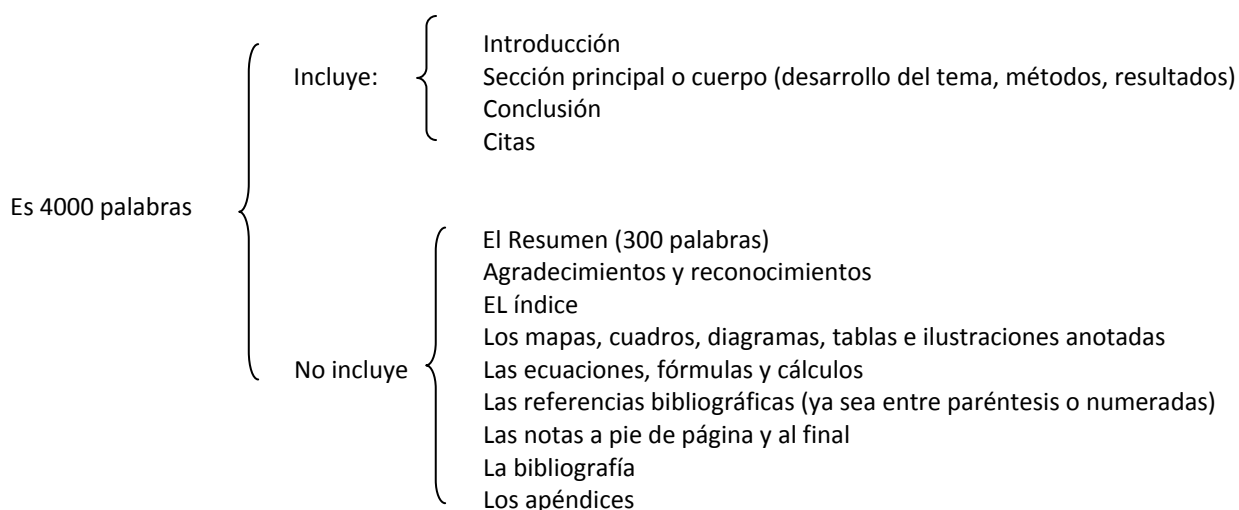 Es 4000 palabras
Incluye:
Introducción
Sección principal o cuerpo (desarrollo del tema, métodos, resultados)
Conclusión
Citas
No incluye
El Resumen (300 palabras)
Agradecimientos y reconocimientos
EL índice
Los mapas, cuadros, diagramas, tablas e ilustraciones anotadas
Las ecuaciones, fórmulas y cálculos
Las referencias bibliográficas (ya sea entre paréntesis o numeradas)
Las notas a pie de página y al final
La bibliografía
Los apéndices